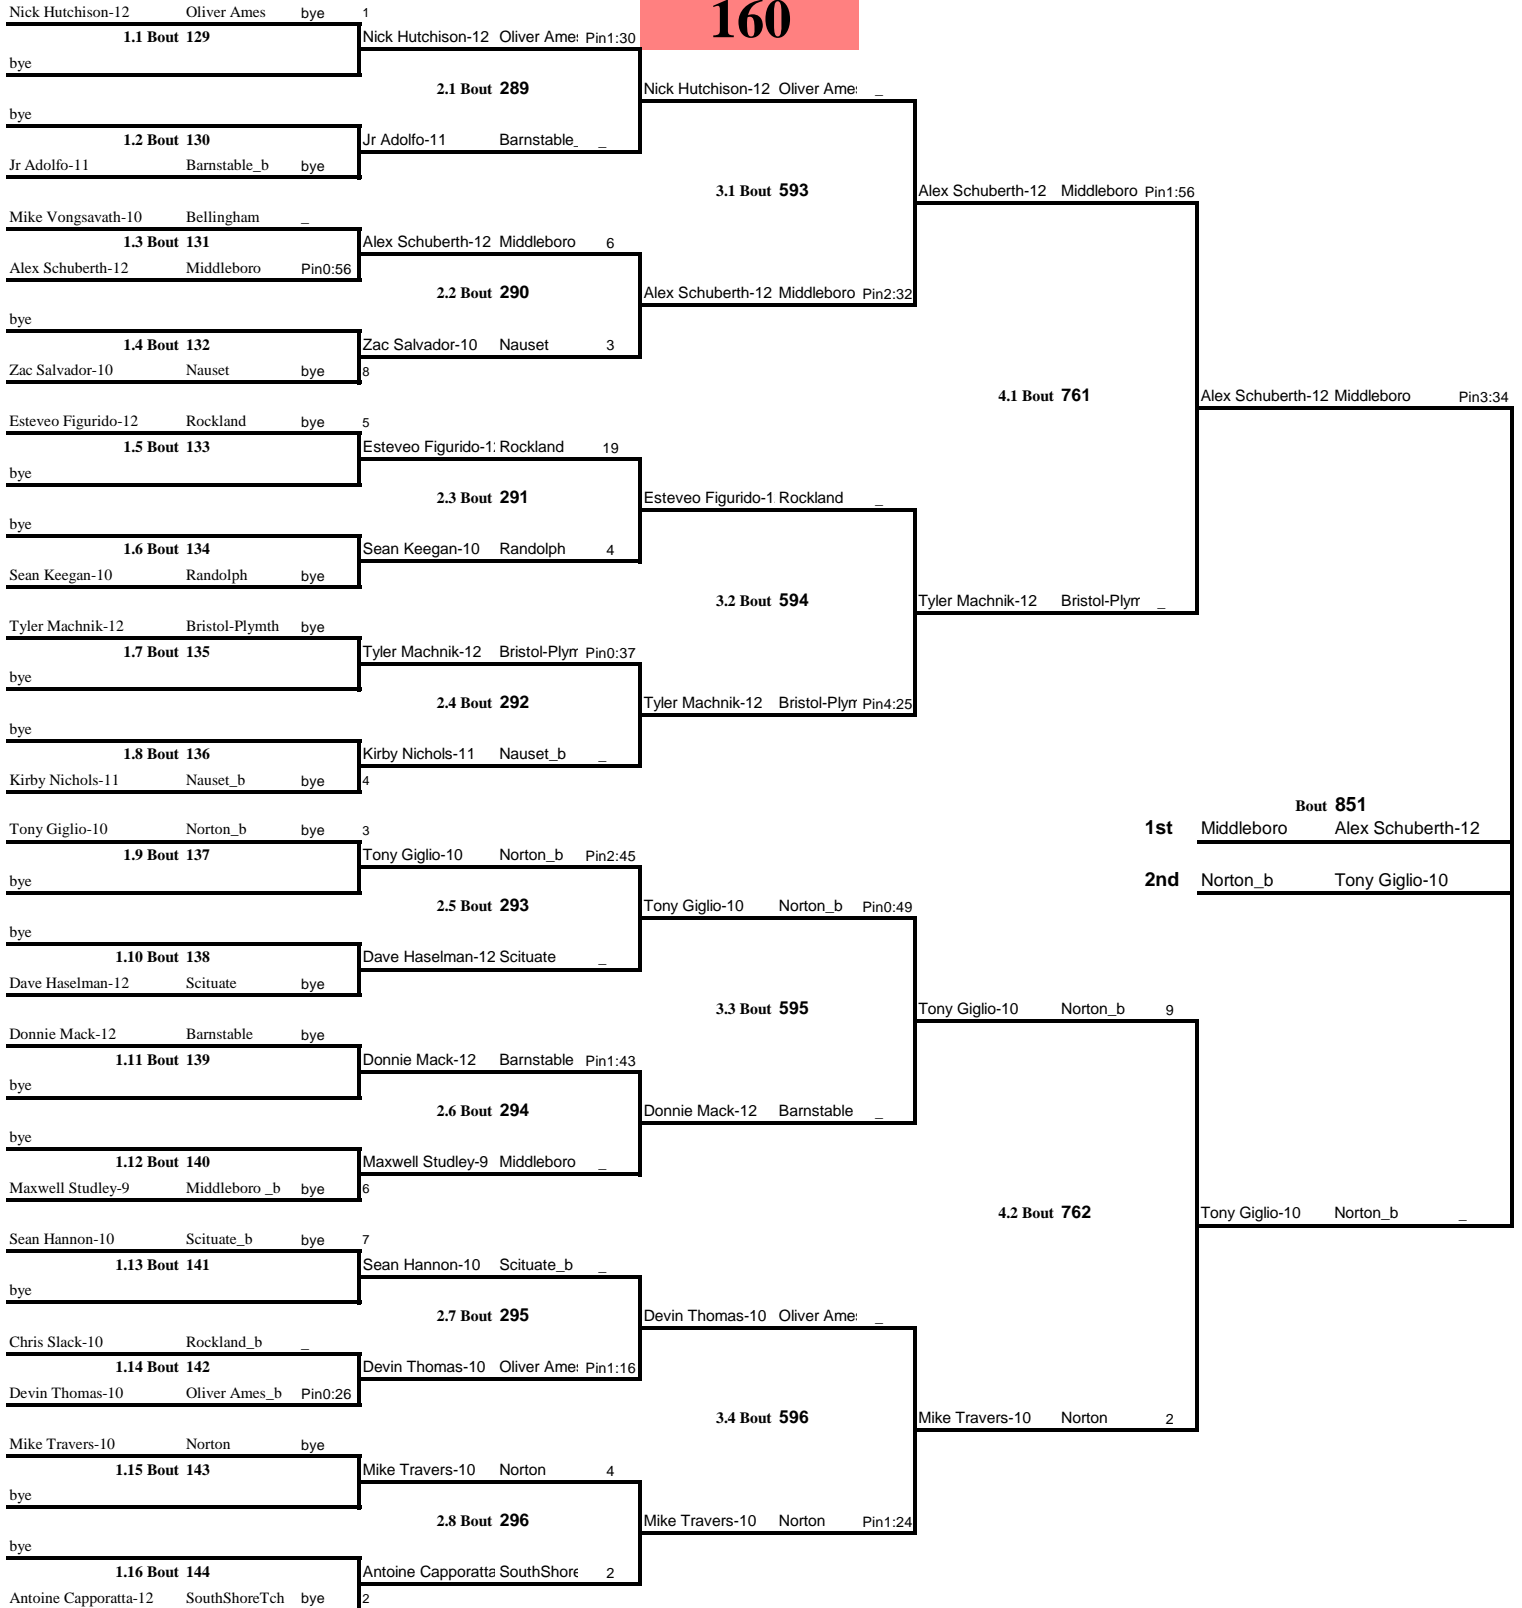 160
Nick Hutchison-12 Oliver Ames bye 1
1.1 Bout 129 Nick Hutchison-12 Oliver Ames Pin1:30
bye
2.1 Bout 289 Nick Hutchison-12 Oliver Ames _
bye
1.2 Bout 130 Jr Adolfo-11 Barnstable_ _
Jr Adolfo-11 Barnstable_b bye
3.1 Bout 593 Alex Schuberth-12 Middleboro Pin1:56
Mike Vongsavath-10 Bellingham _
1.3 Bout 131 Alex Schuberth-12 Middleboro 6
Alex Schuberth-12 Middleboro Pin0:56
2.2 Bout 290 Alex Schuberth-12 Middleboro Pin2:32
bye
1.4 Bout 132 Zac Salvador-10 Nauset 3
Zac Salvador-10 Nauset bye 8
4.1 Bout 761 Alex Schuberth-12 Middleboro Pin3:34
Esteveo Figurido-12 Rockland bye 5
1.5 Bout 133 Esteveo Figurido-1 Rockland 19
bye
2.3 Bout 291 Esteveo Figurido-1 Rockland _
bye
1.6 Bout 134 Sean Keegan-10 Randolph 4
Sean Keegan-10 Randolph bye
3.2 Bout 594 Tyler Machnik-12 Bristol-Plym _
Tyler Machnik-12 Bristol-Plymth bye
1.7 Bout 135 Tyler Machnik-12 Bristol-Plym Pin0:37
bye
2.4 Bout 292 Tyler Machnik-12 Bristol-Plym Pin4:25
bye
1.8 Bout 136 Kirby Nichols-11 Nauset_b _
Kirby Nichols-11 Nauset_b bye 4
Bout 851
Tony Giglio-10 Norton_b bye 3 1st Middleboro Alex Schuberth-12
1.9 Bout 137 Tony Giglio-10 Norton_b Pin2:45
bye 2nd Norton_b Tony Giglio-10
2.5 Bout 293 Tony Giglio-10 Norton_b Pin0:49
bye
1.10 Bout 138 Dave Haselman-12 Scituate _
Dave Haselman-12 Scituate bye
3.3 Bout 595 Tony Giglio-10 Norton_b 9
Donnie Mack-12 Barnstable bye
1.11 Bout 139 Donnie Mack-12 Barnstable Pin1:43
bye
2.6 Bout 294 Donnie Mack-12 Barnstable _
bye
1.12 Bout 140 Maxwell Studley-9 Middleboro _
Maxwell Studley-9 Middleboro _b bye 6
4.2 Bout 762 Tony Giglio-10 Norton_b _
Sean Hannon-10 Scituate_b bye 7
1.13 Bout 141 Sean Hannon-10 Scituate_b _
bye
2.7 Bout 295 Devin Thomas-10 Oliver Ames _
Chris Slack-10 Rockland_b _
1.14 Bout 142 Devin Thomas-10 Oliver Ames Pin1:16
Devin Thomas-10 Oliver Ames_b Pin0:26
3.4 Bout 596 Mike Travers-10 Norton 2
Mike Travers-10 Norton bye
1.15 Bout 143 Mike Travers-10 Norton 4
bye
2.8 Bout 296 Mike Travers-10 Norton Pin1:24
bye
1.16 Bout 144 Antoine Capporatta SouthShore 2
Antoine Capporatta-12 SouthShoreTch bye 2